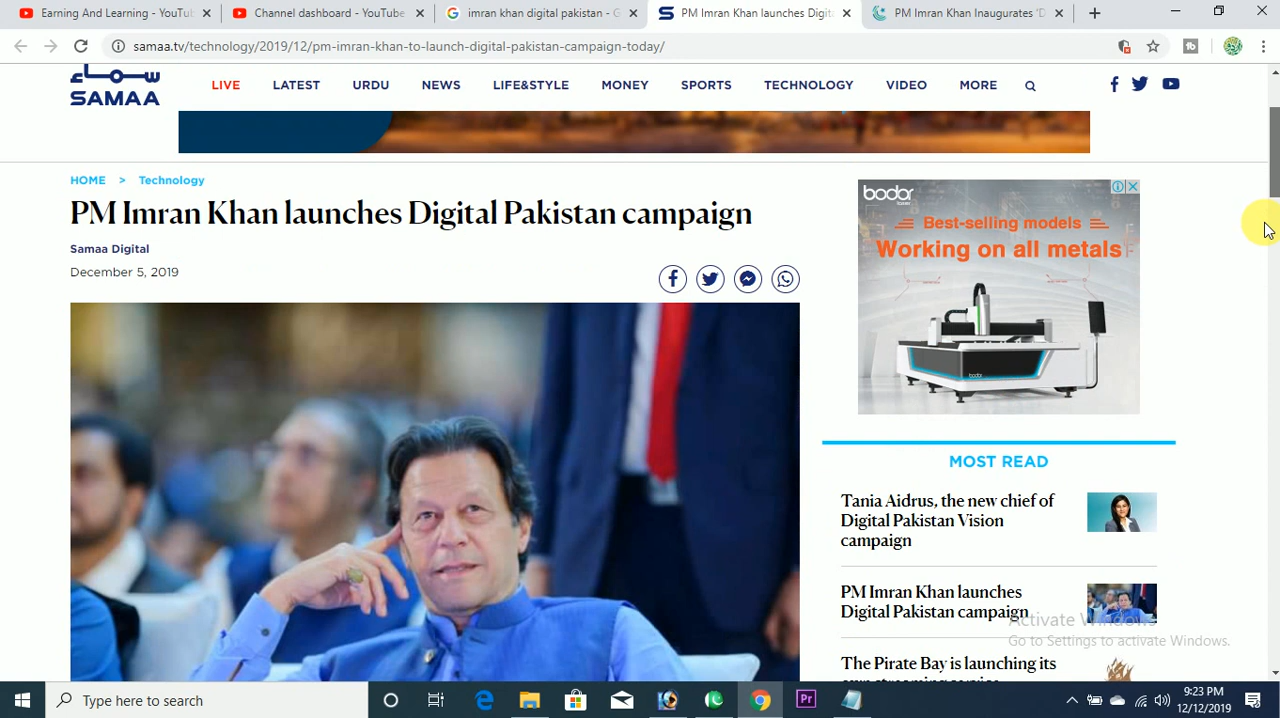 Earning And Learning - YouTu
Channel dashboard - YouTube
imran khan digital pakistan - G
PM Imran Khan launches Digita
PM Imran Khan Inaugurates 'D
samaa.tv/technology/2019/12/pm-imran-khan-to-launch-digital-pakistan-campaign-today/
سماء
SAMAA
LIVE
LATEST
URDU
NEWS
LIFE&STYLE
MONEY
SPORTS
TECHNOLOGY
VIDEO
MORE
HOME > Technology
PM Imran Khan launches Digital Pakistan campaign
Samaa Digital
December 5, 2019
bodor
Best-selling models
Working on all metals
bodor
MOST READ
Tania Aidrus, the new chief of
Digital Pakistan Vision
campaign
PM Imran Khan launches
Digital Pakistan campaign
Activate Windows
Go to Settings to activate Windows.
The Pirate Bay is launching its
Type here to search
Pr
9:23 PM
12/12/2019